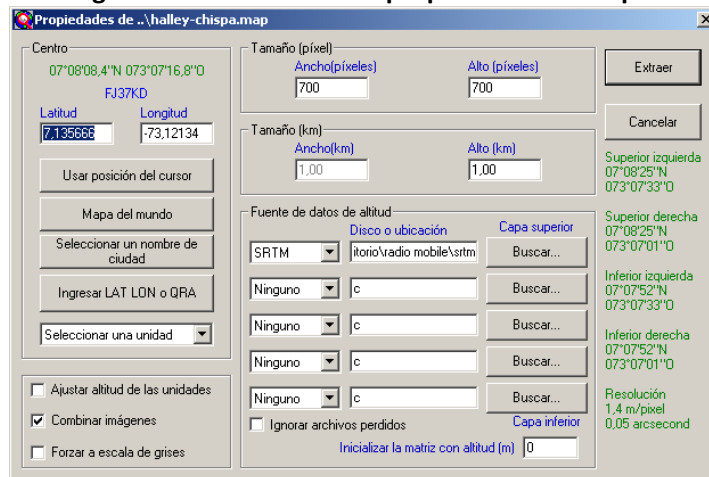 Propiedades de ..\halley-chispa.map
Centro
07°08'08,4''N 073°07'16,8''O
FJ37KD
Latitud Longitud
7,135666 -73,12134
Usar posición del cursor
Mapa del mundo
Seleccionar un nombre de
ciudad
Ingresar LAT LON o QRA
Seleccionar una unidad
Ajustar altitud de las unidades
Combinar imágenes
Forzar a escala de grises
Tamaño (píxel)
Ancho(píxeles) Alto (píxeles)
700 700
Tamaño (km)
Ancho(km) Alto (km)
1,00 1,00
Fuente de datos de altitud
Disco o ubicación Capa superior
SRTM itorio\radio mobile\srtm Buscar...
Ninguno c Buscar...
Ninguno c Buscar...
Ninguno c Buscar...
Ninguno c Buscar...
Ignorar archivos perdidos Capa inferior
Inicializar la matriz con altitud (m) 0
Extraer
Cancelar
Superior izquierda
07°08'25''N
073°07'33''O
Superior derecha
07°08'25''N
073°07'01''O
Inferior izquierda
07°07'52''N
073°07'33''O
Inferior derecha
07°07'52''N
073°07'01''O
Resolución
1,4 m/pixel
0,05 arcsecond